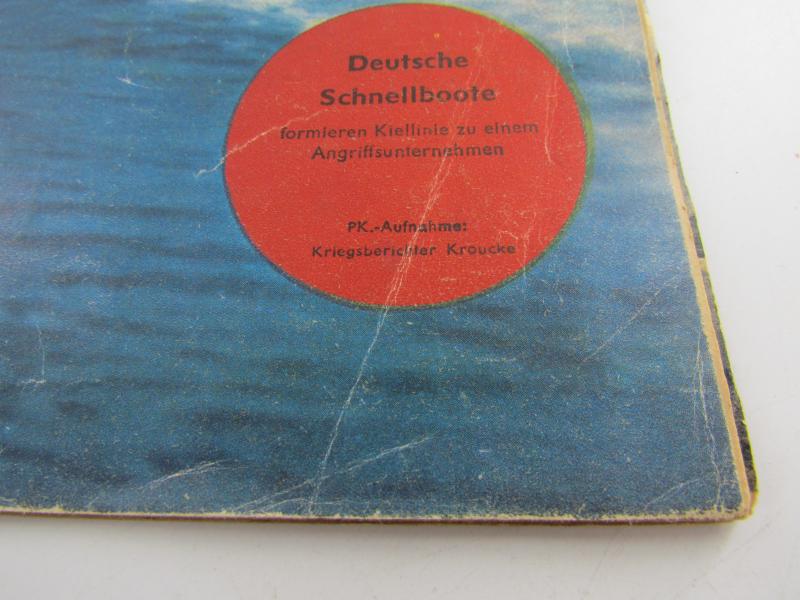 Deutsche
Schnellboote
formieren Kiellinie zu einem
Angriffsunternehmen
PK.-Aufnahme:
Kriegsberichter Kroucke